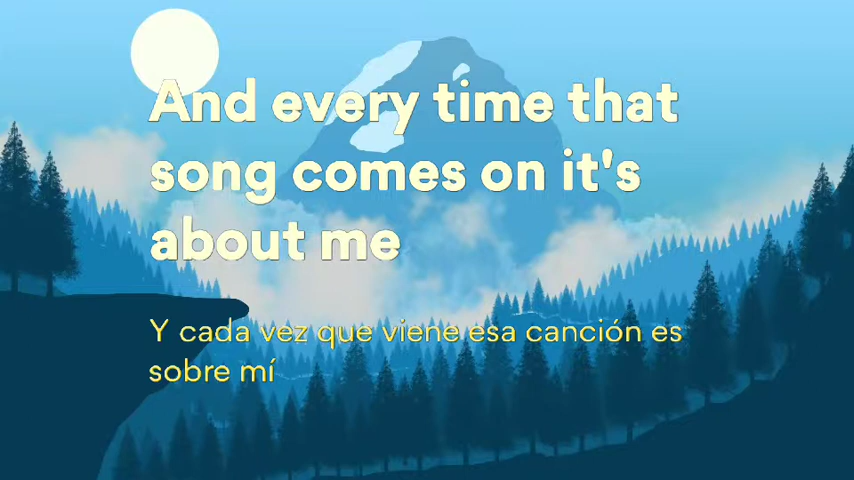 And every time that
song comes on it's
about me
Y cada vez que viene esa canción es
sobre mí